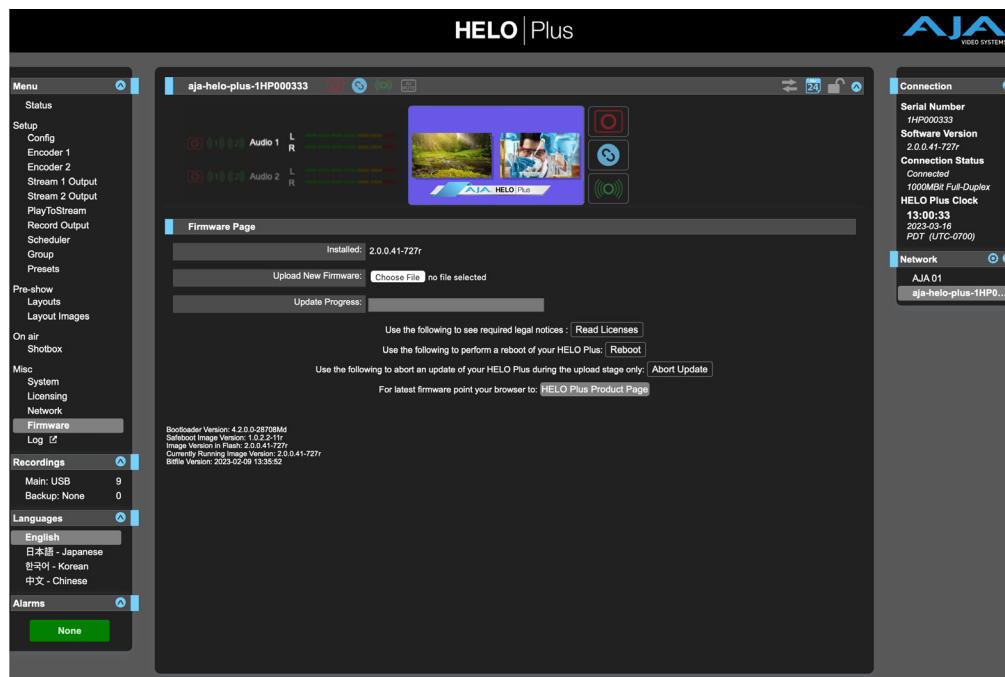 HELO Plus
AJA
VIDEO SYSTEMS
Menu
Status
Setup
Config
Encoder 1
Encoder 2
Stream 1 Output
Stream 2 Output
PlayToStream
Record Output
Scheduler
Group
Presets
Pre-show
Layouts
Layout Images
On air
Shotbox
Misc
System
Licensing
Network
Firmware
Log
Recordings
Main: USB 9
Backup: None 0
Languages
English
日本語 - Japanese
한국어 - Korean
中文 - Chinese
Alarms
None
aja-helo-plus-1HP000333
24
Audio 1 L
R
Audio 2 L
R
AJA HELO Plus
Firmware Page
Installed: 2.0.0.41-727r
Upload New Firmware: Choose File no file selected
Update Progress:
Use the following to see required legal notices : Read Licenses
Use the following to perform a reboot of your HELO Plus: Reboot
Use the following to abort an update of your HELO Plus during the upload stage only: Abort Update
For latest firmware point your browser to: HELO Plus Product Page
Bootloader Version: 4.2.0.0-28708Md
Safeboot Image Version: 1.0.2.2-11r
Image Version in Flash: 2.0.0.41-727r
Currently Running Image Version: 2.0.0.41-727r
Bitfile Version: 2023-02-09 13:35:52
Connection
Serial Number
1HP000333
Software Version
2.0.0.41-727r
Connection Status
Connected
1000MBit Full-Duplex
HELO Plus Clock
13:00:33
2023-03-16
PDT (UTC-0700)
Network
AJA 01
aja-helo-plus-1HP0...